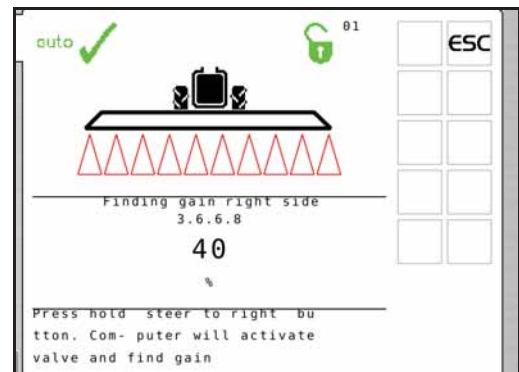 auto
01
ESC
Finding gain right side
3.6.6.8
40
%
Press hold steer to right bu
tton. Com- puter will activate
valve and find gain